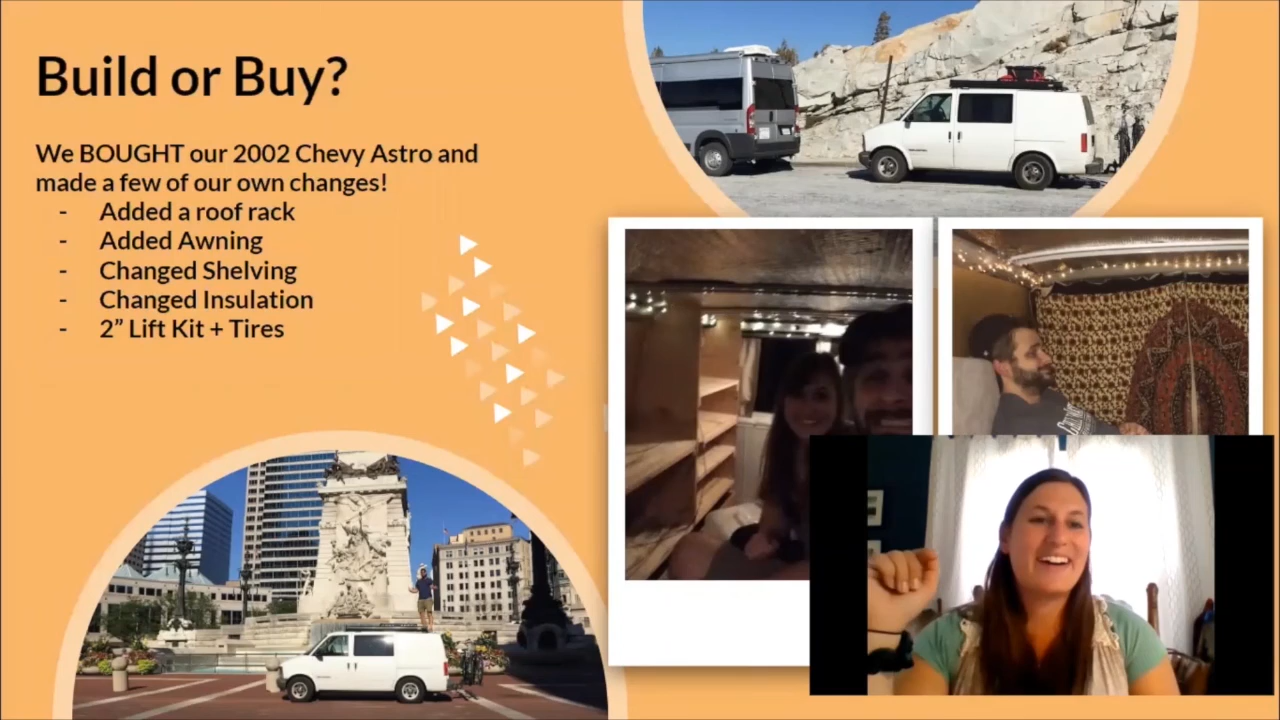 Build or Buy?
We BOUGHT our 2002 Chevy Astro and
made a few of our own changes!
- Added a roof rack
- Added Awning
- Changed Shelving
- Changed Insulation
- 2” Lift Kit + Tires